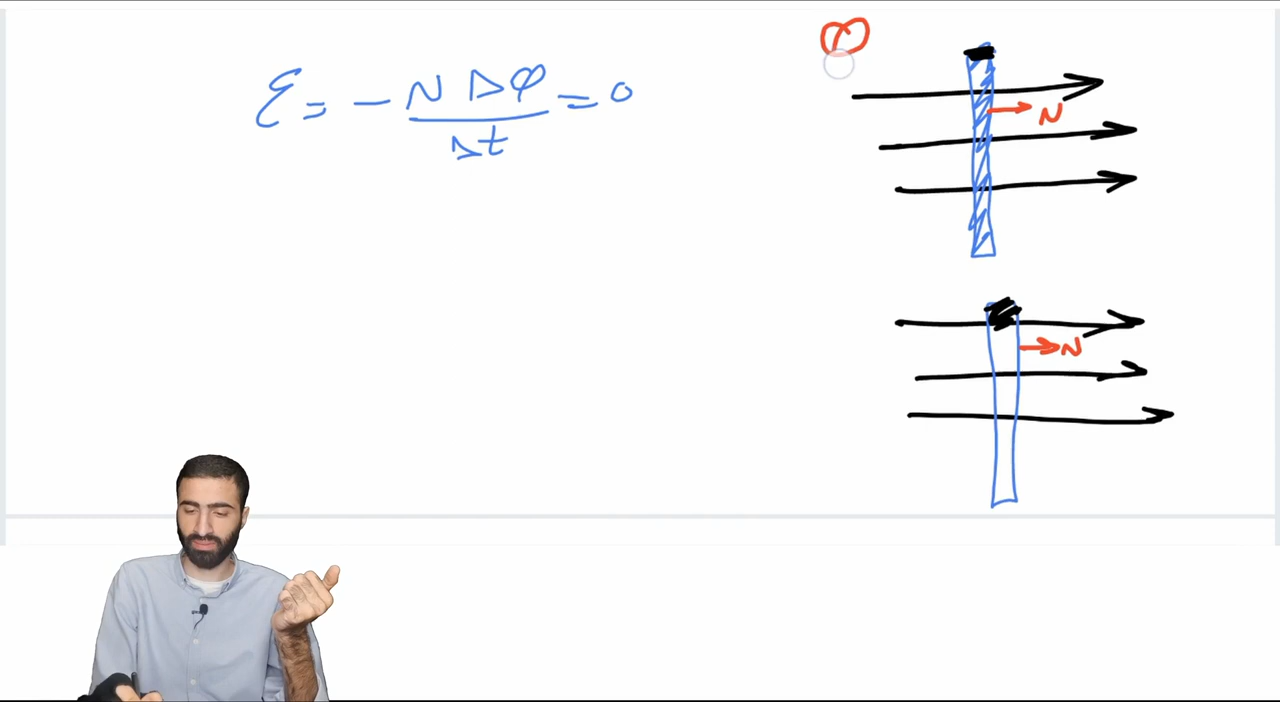 ε = - N Δφ / Δt = 0
φ
N
N